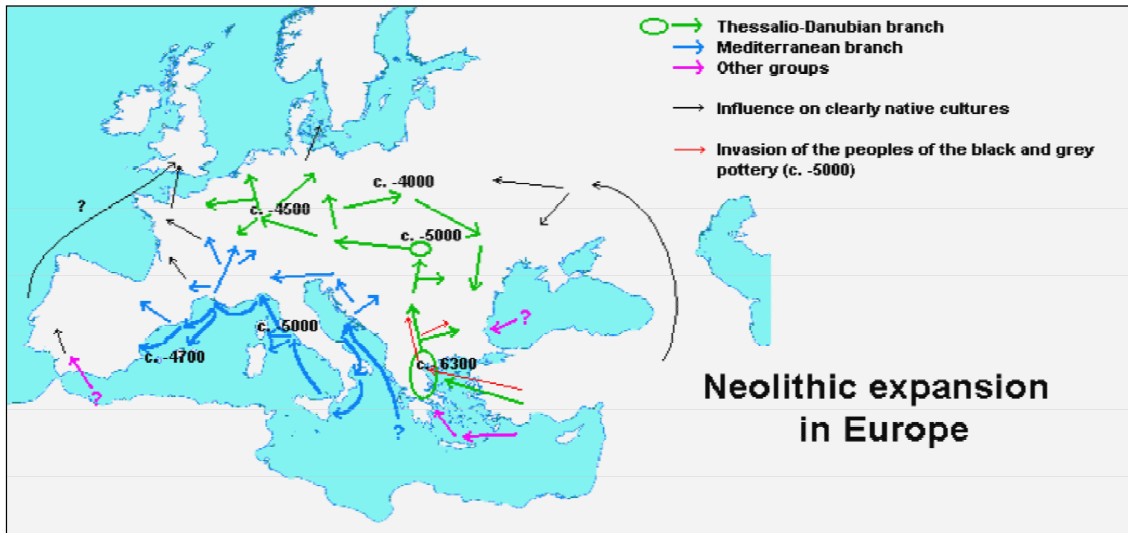 Thessalio-Danubian branch
Mediterranean branch
Other groups
Influence on clearly native cultures
Invasion of the peoples of the black and grey
pottery (c. -5000)
c. -4000
?
c. -4500
c. -5000
?
c. -5000
c. -4700
c. -6300
?
?
Neolithic expansion
in Europe